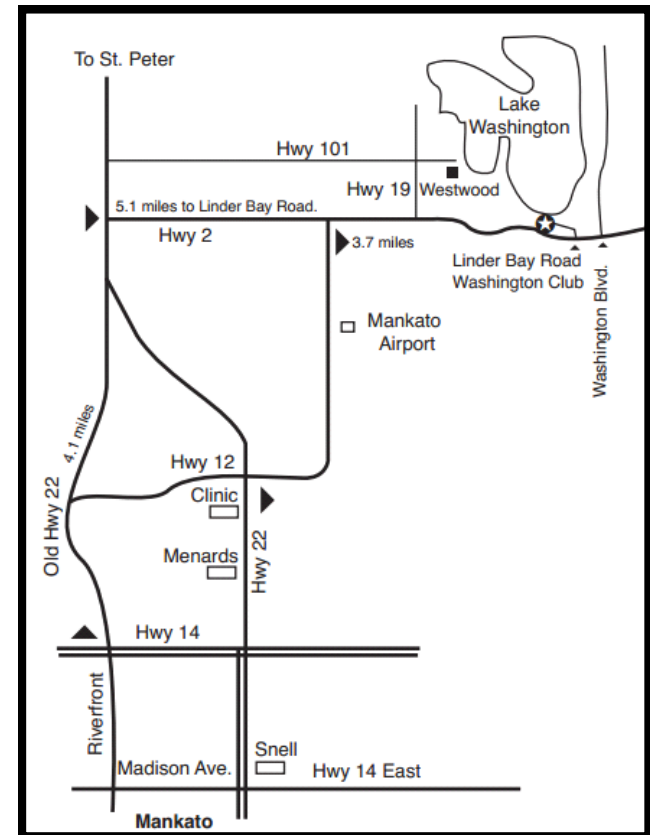 To St. Peter
Lake
Washington
Hwy 101
Hwy 19
Westwood
5.1 miles to Linder Bay Road.
Hwy 2
3.7 miles
Linder Bay Road
Washington Club
Washington Blvd.
Mankato
Airport
4.1 miles
Hwy 12
Clinic
Old Hwy 22
Hwy 22
Menards
Hwy 14
Riverfront
Snell
Madison Ave.
Hwy 14 East
Mankato